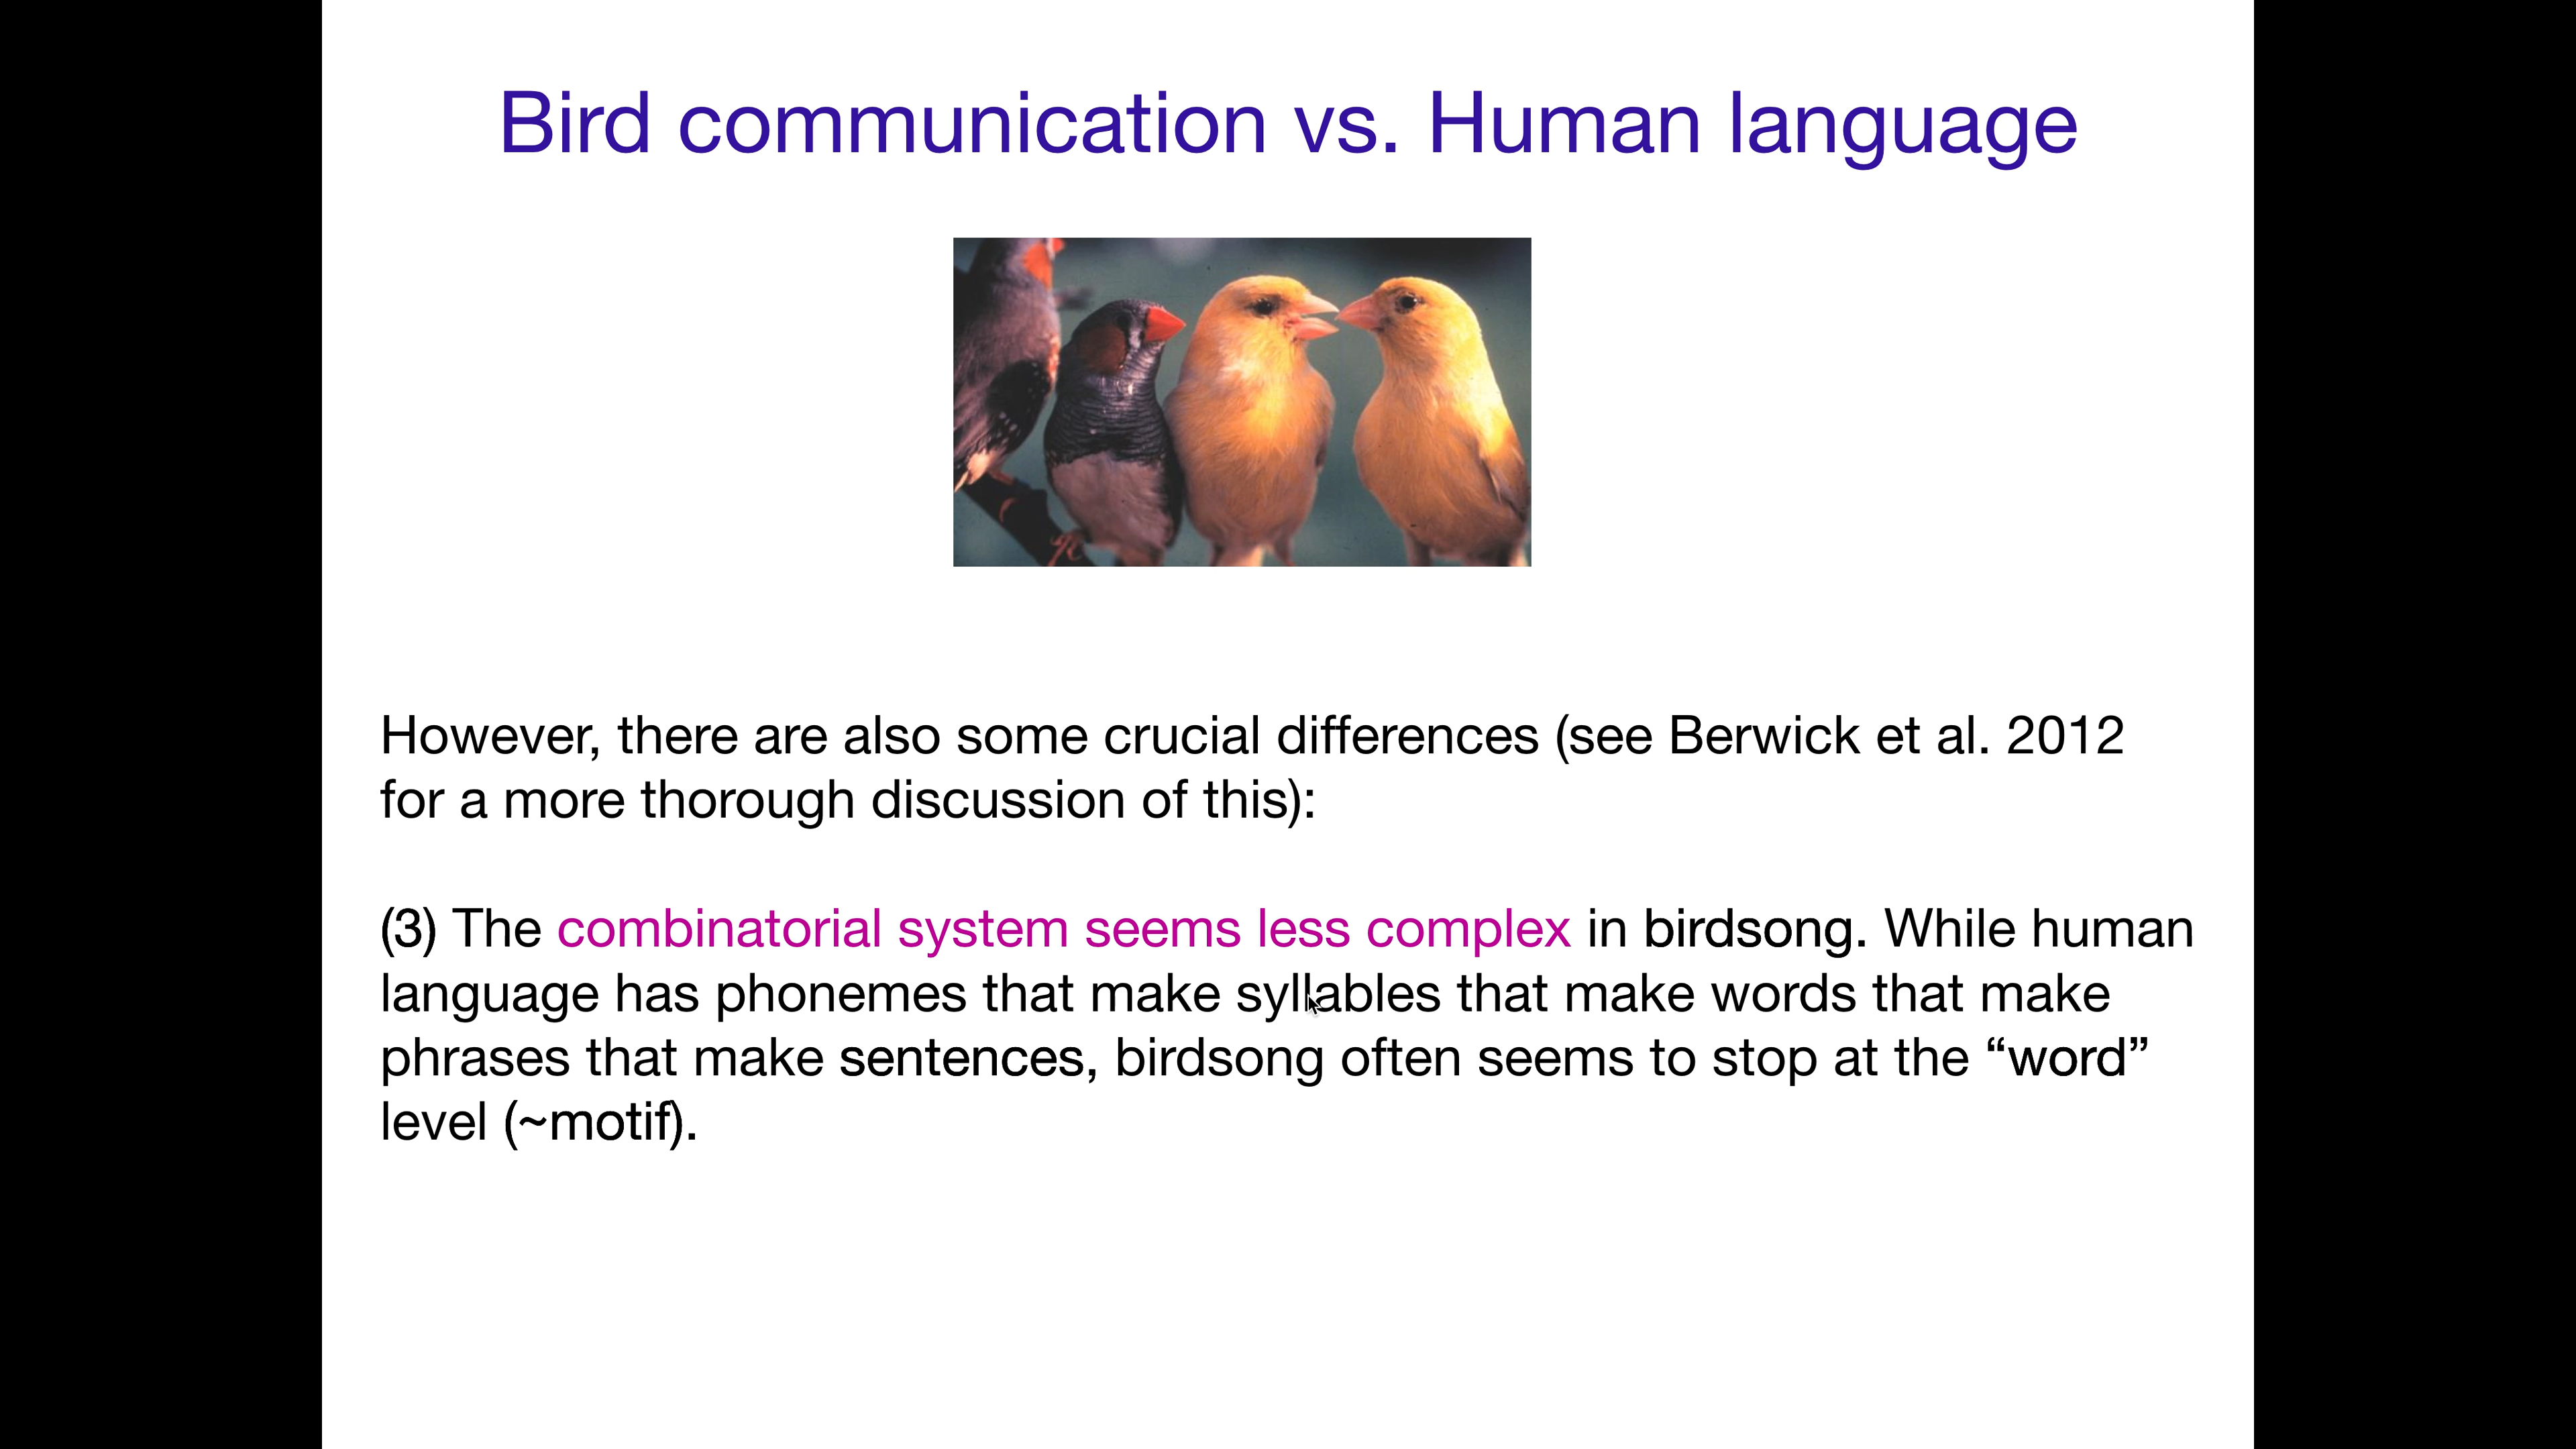 Bird communication vs. Human language
However, there are also some crucial differences (see Berwick et al. 2012
for a more thorough discussion of this):
(3) The combinatorial system seems less complex in birdsong. While human
language has phonemes that make syllables that make words that make
phrases that make sentences, birdsong often seems to stop at the “word”
level (~motif).